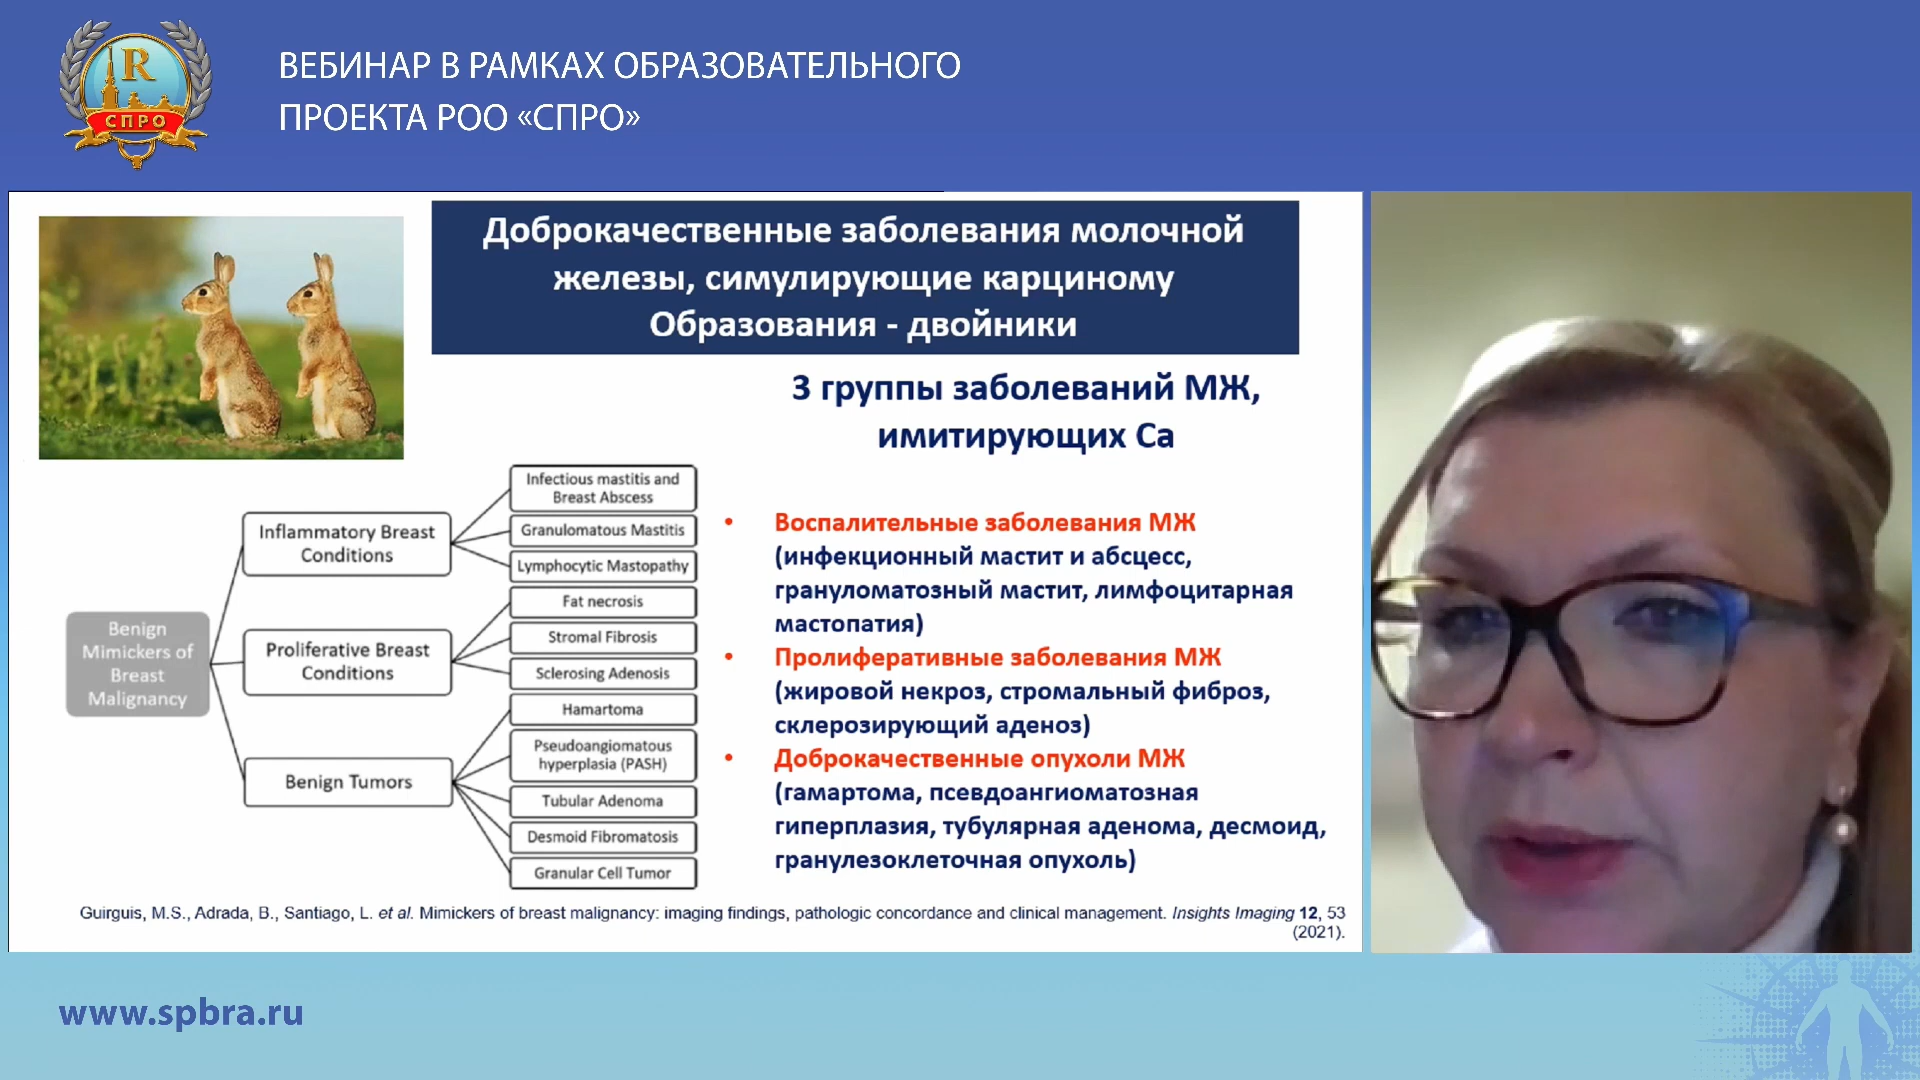 R
СПРО
ВЕБИНАР В РАМКАХ ОБРАЗОВАТЕЛЬНОГО
ПРОЕКТА РОО «СПРО»
Доброкачественные заболевания молочной
железы, симулирующие карциному
Образования - двойники
3 группы заболеваний МЖ,
имитирующих Са
Benign
Mimickers of
Breast
Malignancy
Inflammatory Breast
Conditions
Infectious mastitis and
Breast Abscess
Granulomatous Mastitis
Lymphocytic Mastopathy
Proliferative Breast
Conditions
Fat necrosis
Stromal Fibrosis
Sclerosing Adenosis
Benign Tumors
Hamartoma
Pseudoangiomatous
hyperplasia (PASH)
Tubular Adenoma
Desmoid Fibromatosis
Granular Cell Tumor
• Воспалительные заболевания МЖ
(инфекционный мастит и абсцесс,
грануломатозный мастит, лимфоцитарная
мастопатия)
• Пролиферативные заболевания МЖ
(жировой некроз, стромальный фиброз,
склерозирующий аденоз)
• Доброкачественные опухоли МЖ
(гамартома, псевдоангиоматозная
гиперплазия, тубулярная аденома, десмоид,
гранулезоклеточная опухоль)
Guirguis, M.S., Adrada, B., Santiago, L. et al. Mimickers of breast malignancy: imaging findings, pathologic concordance and clinical management. Insights Imaging 12, 53
(2021).
www.spbra.ru